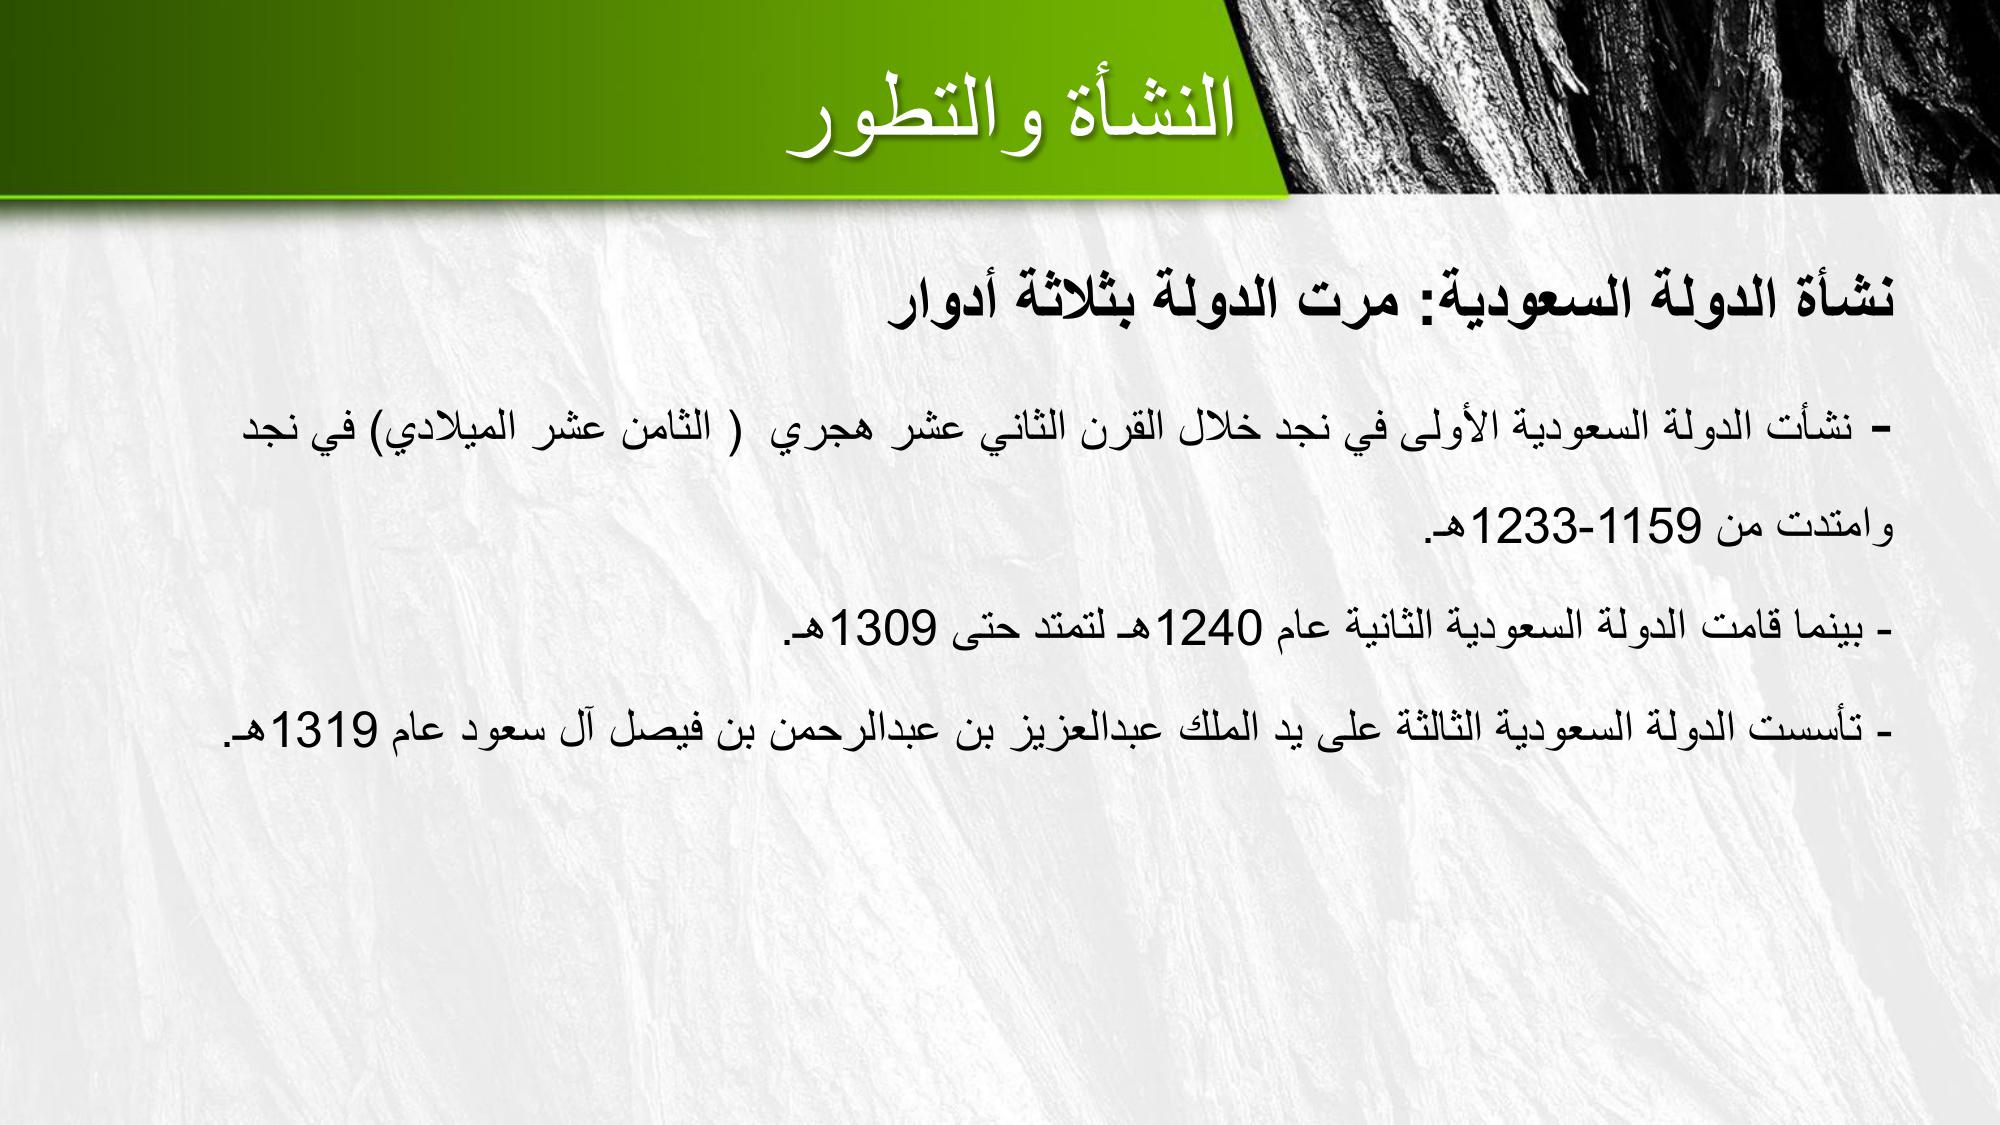 النشأة والتطور
نشأة الدولة السعودية: مرت الدولة بثلاثة أدوار
- نشأت الدولة السعودية الأولى في نجد خلال القرن الثاني عشر هجري ( الثامن عشر الميلادي) في نجد
وامتدت من 1159-1233هـ.
- بينما قامت الدولة السعودية الثانية عام 1240هـ لتمتد حتى 1309هـ.
- تأسست الدولة السعودية الثالثة على يد الملك عبدالعزيز بن عبدالرحمن بن فيصل آل سعود عام 1319هـ.